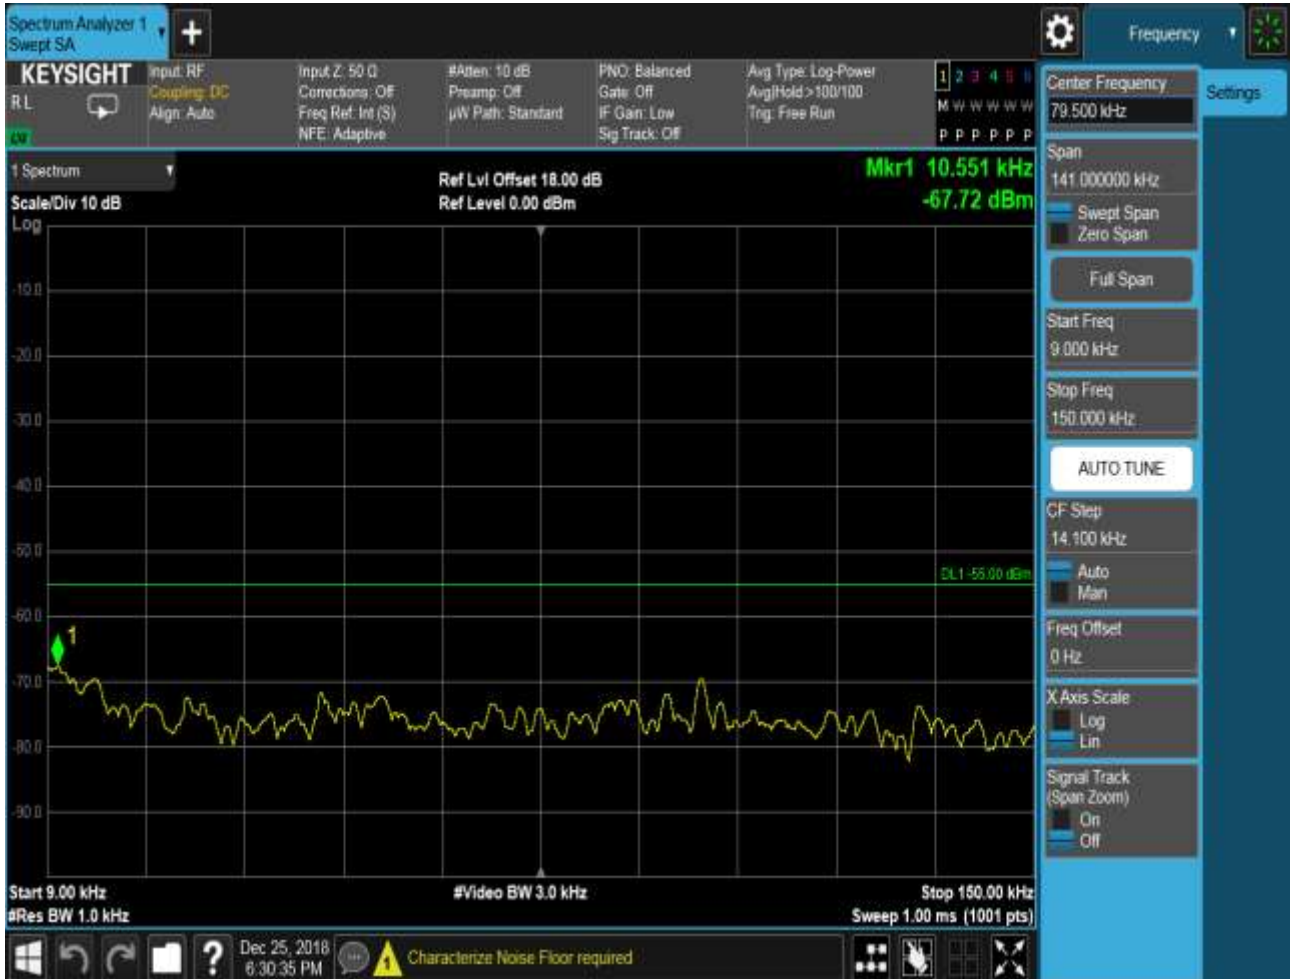 Spectrum Analyzer 1
Swept SA
Frequency
KEYSIGHT
R L
Input: RF
Coupling: DC
Align: Auto
Input Z: 50 Ω
Corrections: Off
Freq Ref: Int (S)
NFE: Adaptive
#Atten: 10 dB
Preamp: Off
µW Path: Standard
PNO: Balanced
Gate: Off
IF Gain: Low
Sig Track: Off
Avg Type: Log-Power
Avg|Hold:>100/100
Trig: Free Run
1 2 3 4 5 6
M W W W W W
P P P P P P
1 Spectrum
Scale/Div 10 dB
Log
Ref Lvl Offset 18.00 dB
Ref Level 0.00 dBm
Mkr1 10.551 kHz
-67.72 dBm
-10.0
-20.0
-30.0
-40.0
-50.0
DL1 -55.00 dBm
-60.0
1
-70.0
-80.0
-90.0
Start 9.00 kHz
#Res BW 1.0 kHz
#Video BW 3.0 kHz
Stop 150.00 kHz
Sweep 1.00 ms (1001 pts)
Center Frequency
79.500 kHz
Settings
Span
141.000000 kHz
Swept Span
Zero Span
Full Span
Start Freq
9.000 kHz
Stop Freq
150.000 kHz
AUTO TUNE
CF Step
14.100 kHz
Auto
Man
Freq Offset
0 Hz
X Axis Scale
Log
Lin
Signal Track
(Span Zoom)
On
Off
?
Dec 25, 2018
6:30:35 PM
1
Characterize Noise Floor required